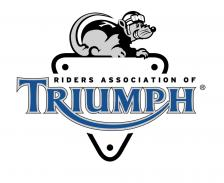 RIDERS ASSOCIATION OF
TRIUMPH®